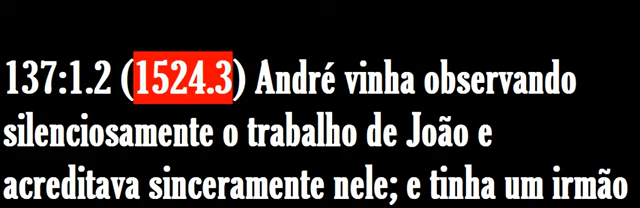 137:1.2 (1524.3) André vinha observando
silenciosamente o trabalho de João e
acreditava sinceramente nele; e tinha um irmão